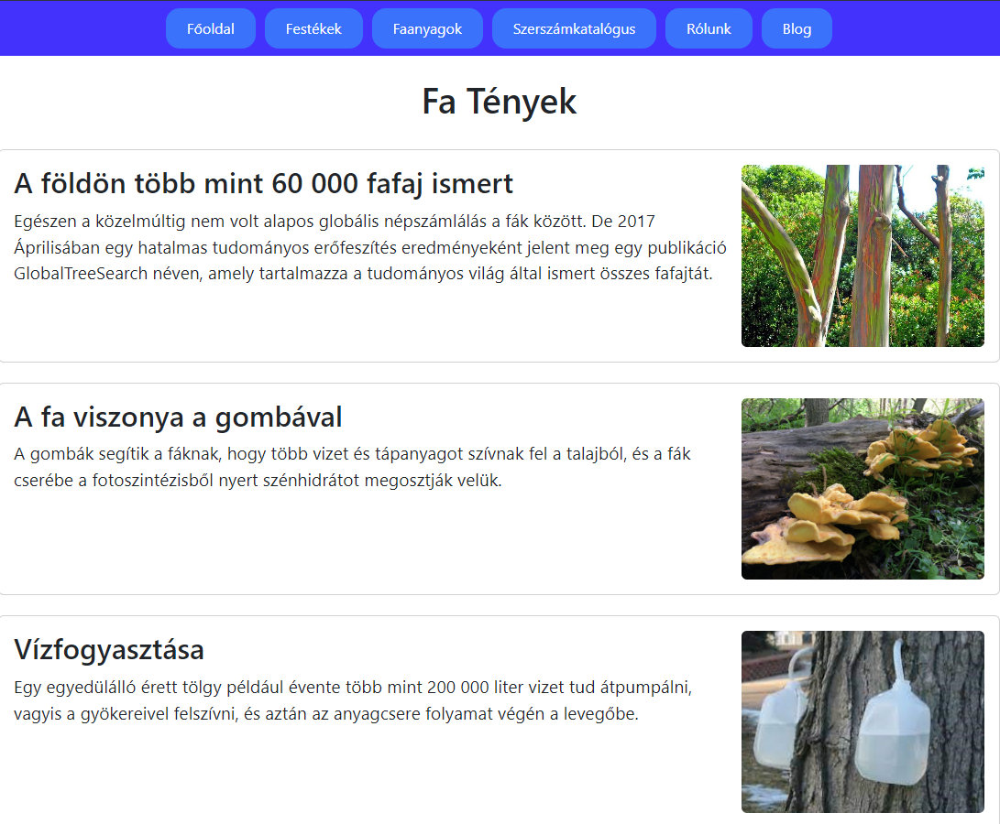 Főoldal Festékek Faanyagok Szerszámkatalógus Rólunk Blog
Fa Tények
A földön több mint 60 000 fafaj ismert
Egészen a közelmúltig nem volt alapos globális népszámlálás a fák között. De 2017
Áprilisában egy hatalmas tudományos erőfeszítés eredményeként jelent meg egy publikáció
GlobalTreeSearch néven, amely tartalmazza a tudományos világ által ismert összes fafajtát.
A fa viszonya a gombával
A gombák segítik a fáknak, hogy több vizet és tápanyagot szívnak fel a talajból, és a fák
cserébe a fotoszintézisből nyert szénhidrátot megosztják velük.
Vízfogyasztása
Egy egyedülálló érett tölgy például évente több mint 200 000 liter vizet tud átpumpálni,
vagyis a gyökereivel felszívni, és aztán az anyagcsere folyamat végén a levegőbe.